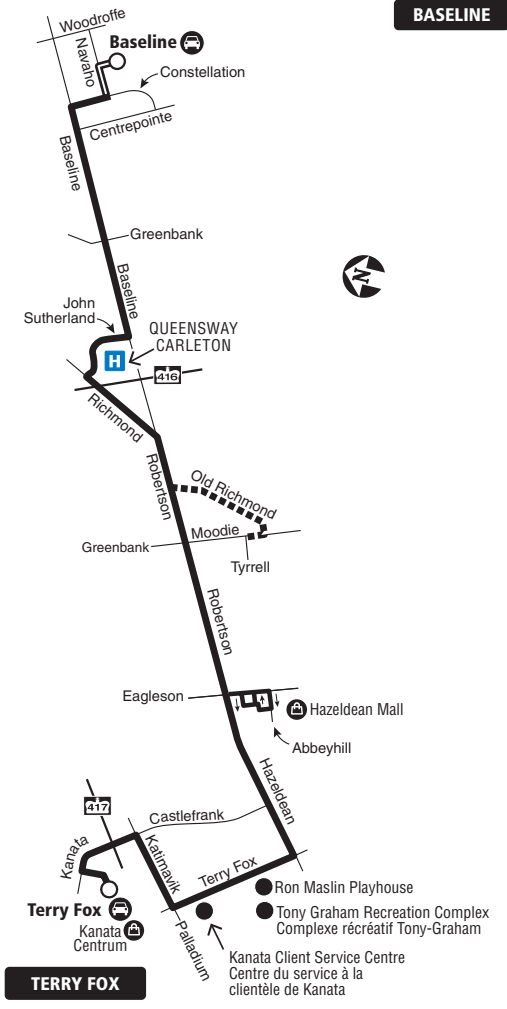 BASELINE
Woodroffe
Baseline
Navaho
Constellation
Centrepointe
Baseline
Greenbank
Baseline
John
Sutherland
QUEENSWAY
CARLETON
H
N
416
Richmond
Robertson
Old Richmond
Moodie
Greenbank
Tyrrell
Robertson
Eagleson
Hazeldean Mall
Abbeyhill
Hazeldean
417
Castlefrank
Kanata
Katimavik
Terry Fox
Ron Maslin Playhouse
Terry Fox
Tony Graham Recreation Complex
Complexe récréatif Tony-Graham
Kanata
Centrum
Palladium
Kanata Client Service Centre
Centre du service à la
clientèle de Kanata
TERRY FOX